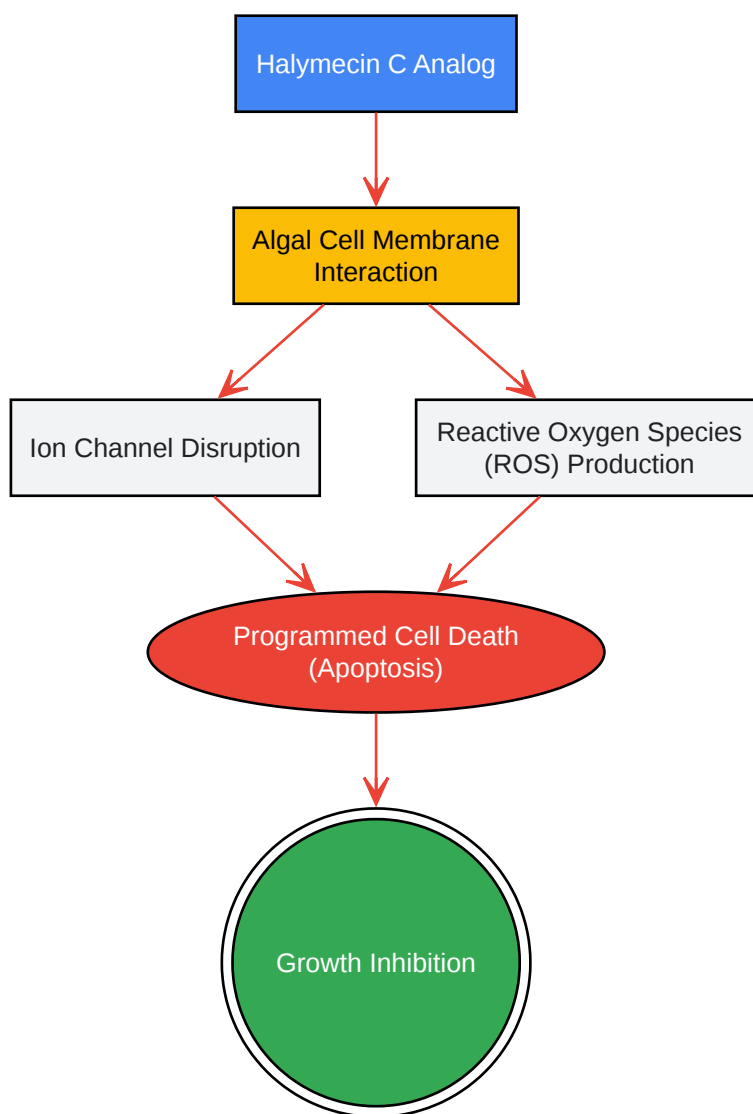 Halymecin C Analog
Algal Cell Membrane
Interaction
Ion Channel Disruption
Reactive Oxygen Species
(ROS) Production
Programmed Cell Death
(Apoptosis)
Growth Inhibition